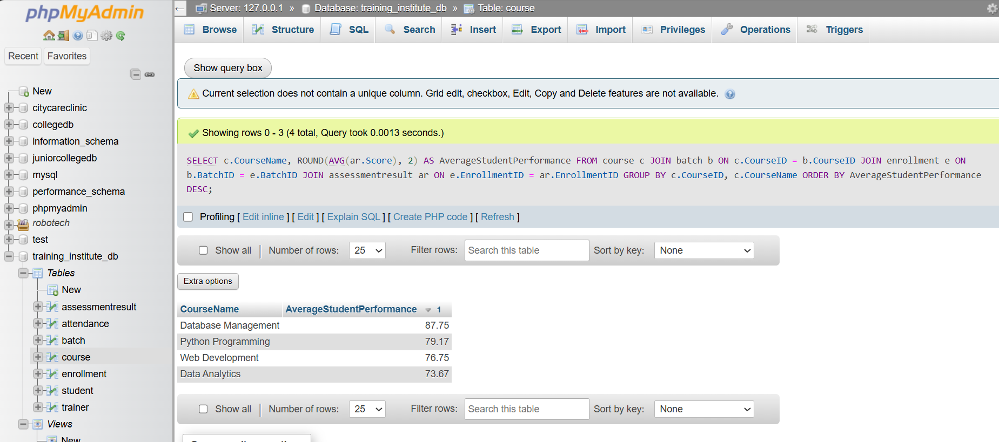 phpMyAdmin
Recent Favorites
New
citycareclinic
collegedb
information_schema
juniorcollegedb
mysql
performance_schema
phpmyadmin
robotech
test
training_institute_db
Tables
New
assessmentresult
attendance
batch
course
enrollment
student
trainer
Views
New
Server: 127.0.0.1 » Database: training_institute_db » Table: course
Browse Structure SQL Search Insert Export Import Privileges Operations Triggers
Show query box
Current selection does not contain a unique column. Grid edit, checkbox, Edit, Copy and Delete features are not available.
Showing rows 0 - 3 (4 total, Query took 0.0013 seconds.)
SELECT c.CourseName, ROUND(AVG(ar.Score), 2) AS AverageStudentPerformance FROM course c JOIN batch b ON c.CourseID = b.CourseID JOIN enrollment e ON
b.BatchID = e.BatchID JOIN assessmentresult ar ON e.EnrollmentID = ar.EnrollmentID GROUP BY c.CourseID, c.CourseName ORDER BY AverageStudentPerformance
DESC;
Profiling [ Edit inline ] [ Edit ] [ Explain SQL ] [ Create PHP code ] [ Refresh ]
Show all | Number of rows: 25 Filter rows: Search this table Sort by key: None
Extra options
CourseName AverageStudentPerformance 1
Database Management 87.75
Python Programming 79.17
Web Development 76.75
Data Analytics 73.67
Show all | Number of rows: 25 Filter rows: Search this table Sort by key: None